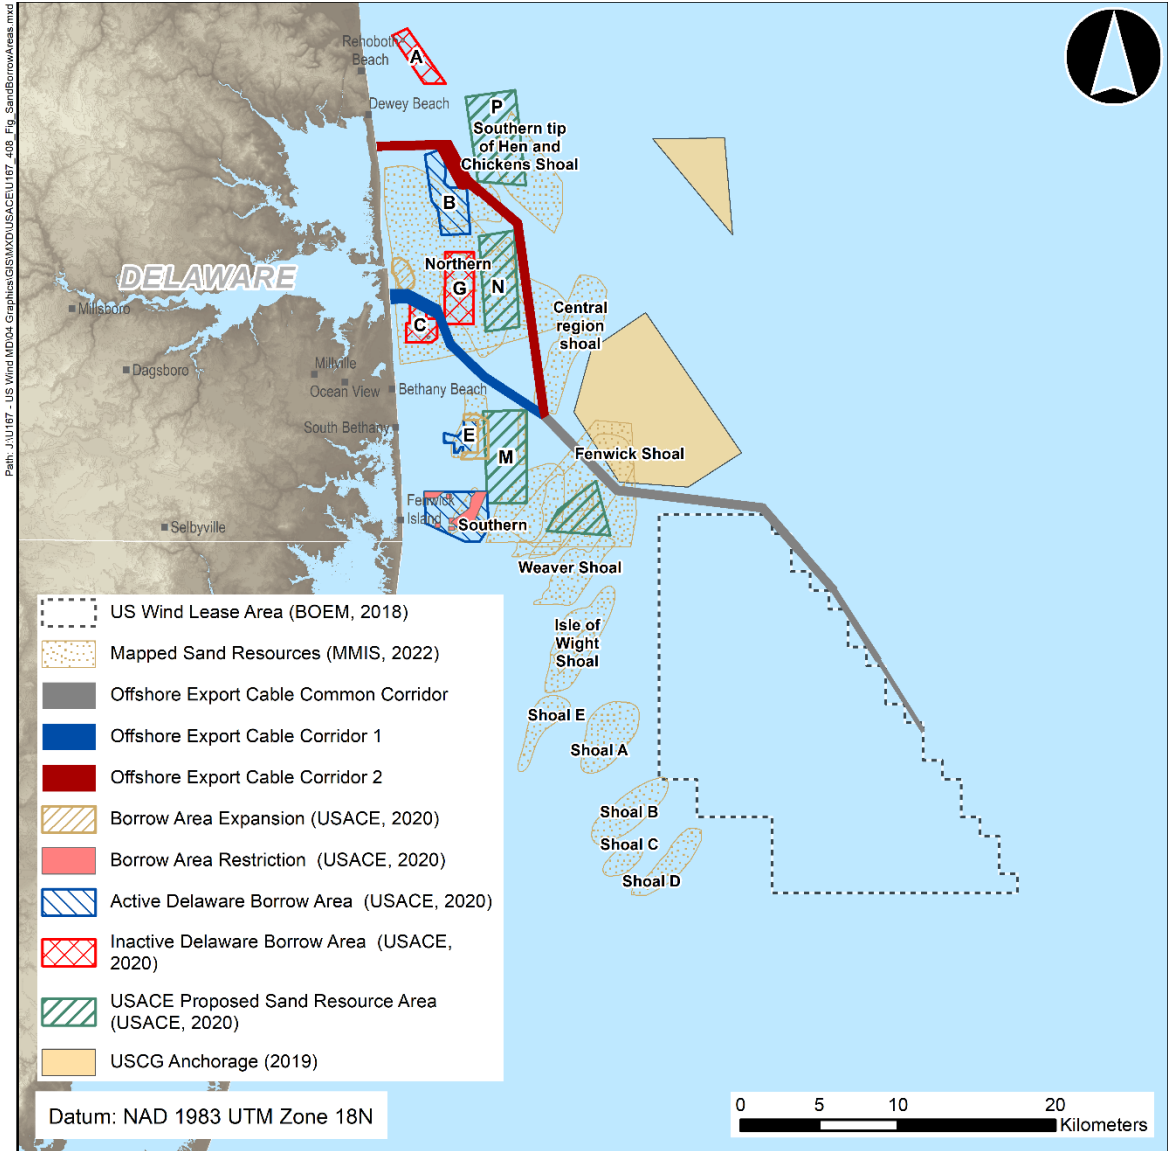 Path: J:\U167 - US Wind MD\04 Graphics\GIS\MXD\USACE\U167_408_Fig_SandBorrowAreas.mxd
Rehoboth
Beach
A
Dewey Beach
P
Southern tip
of Hen and
Chickens Shoal
B
Northern
DELAWARE
G
N
Millsboro
C
Central
region
shoal
Dagsboro
Millville
Ocean View
Bethany Beach
South Bethany
E
M
Fenwick Shoal
Selbyville
Fenwick
Island
Southern
Weaver Shoal
Isle of
Wight
Shoal
Shoal E
Shoal A
Shoal B
Shoal C
Shoal D
US Wind Lease Area (BOEM, 2018)
Mapped Sand Resources (MMIS, 2022)
Offshore Export Cable Common Corridor
Offshore Export Cable Corridor 1
Offshore Export Cable Corridor 2
Borrow Area Expansion (USACE, 2020)
Borrow Area Restriction (USACE, 2020)
Active Delaware Borrow Area (USACE, 2020)
Inactive Delaware Borrow Area (USACE,
2020)
USACE Proposed Sand Resource Area
(USACE, 2020)
USCG Anchorage (2019)
Datum: NAD 1983 UTM Zone 18N
0 5 10 20
Kilometers